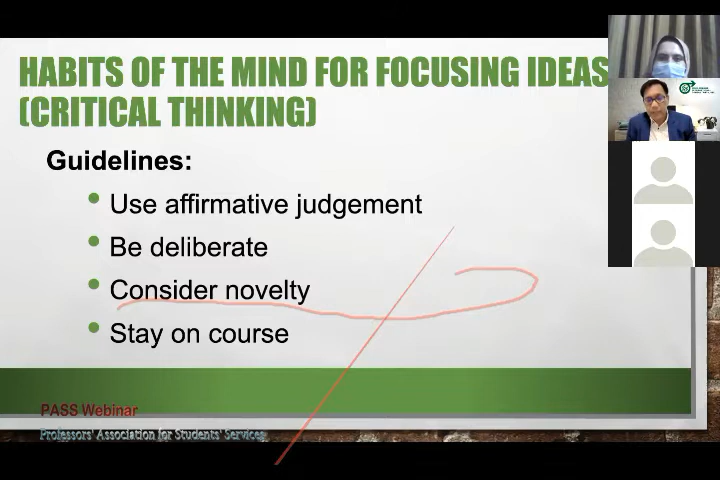 HABITS OF THE MIND FOR FOCUSING IDEAS
(CRITICAL THINKING)
Guidelines:
Use affirmative judgement
Be deliberate
Consider novelty
Stay on course
PASS Webinar
Professors' Association for Students' Services